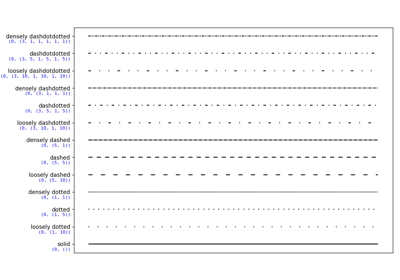 densely dashdotdotted
(0, (3, 1, 1, 1, 1, 1))
dashdotdotted
(0, (3, 5, 1, 5, 1, 5))
loosely dashdotdotted
(0, (3, 10, 1, 10, 1, 10))
densely dashdotted
(0, (3, 1, 1, 1))
dashdotted
(0, (3, 5, 1, 5))
loosely dashdotted
(0, (3, 10, 1, 10))
densely dashed
(0, (5, 1))
dashed
(0, (5, 5))
loosely dashed
(0, (5, 10))
densely dotted
(0, (1, 1))
dotted
(0, (1, 5))
loosely dotted
(0, (1, 10))
solid
(0, ())